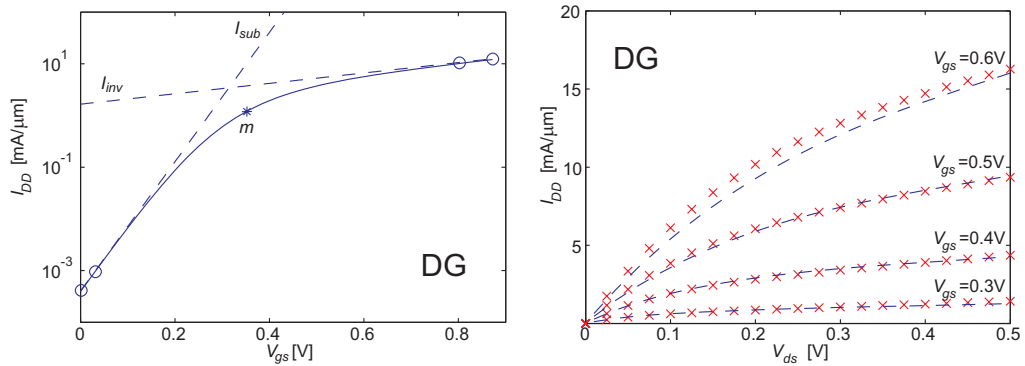 I_sub
I_inv
m
DG
10^1
10^-1
10^-3
I_DD [mA/μm]
0
0.2
0.4
0.6
0.8
V_gs [V]
DG
V_gs=0.6V
V_gs=0.5V
V_gs=0.4V
V_gs=0.3V
20
15
10
5
I_DD [mA/μm]
0
0.1
0.2
0.3
0.4
0.5
V_ds [V]